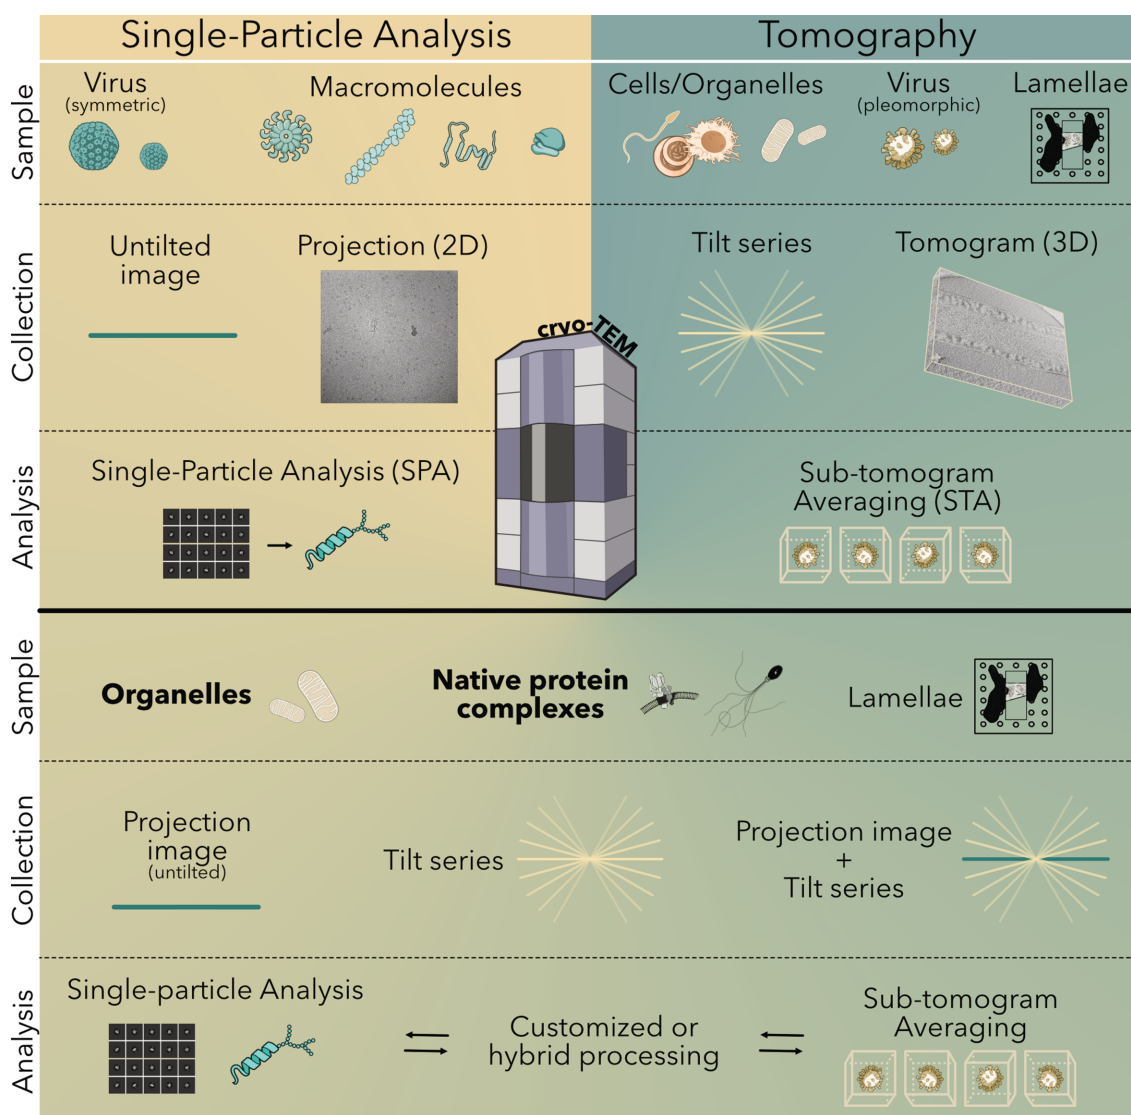 Single-Particle Analysis
Tomography
Sample
Virus
(symmetric)
Macromolecules
Cells/Organelles
Virus
(pleomorphic)
Lamellae
Collection
Untilted
image
Projection (2D)
Tilt series
Tomogram (3D)
cryo-TEM
Analysis
Single-Particle Analysis (SPA)
Sub-tomogram
Averaging (STA)
Sample
Organelles
Native protein
complexes
Lamellae
Collection
Projection
image
(untilted)
Tilt series
Projection image
+
Tilt series
Analysis
Single-particle Analysis
Customized or
hybrid processing
Sub-tomogram
Averaging